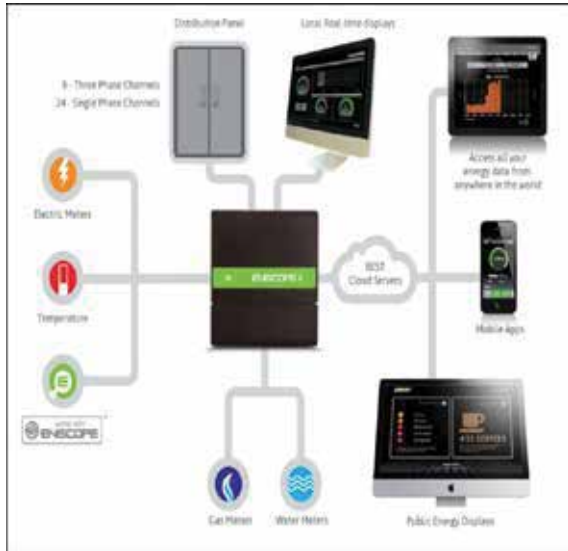 Distribution Panel
Local Real time displays
Three Phase Channels
24 - Single Phase Channels
Access all your
energy data from
anywhere in the world
Electric Meters
ENSCOPE
BEST
Cloud Servers
Temperature
Mobile Apps
ENSCOPE
Gas Meters
Water Meters
Public Energy Displays